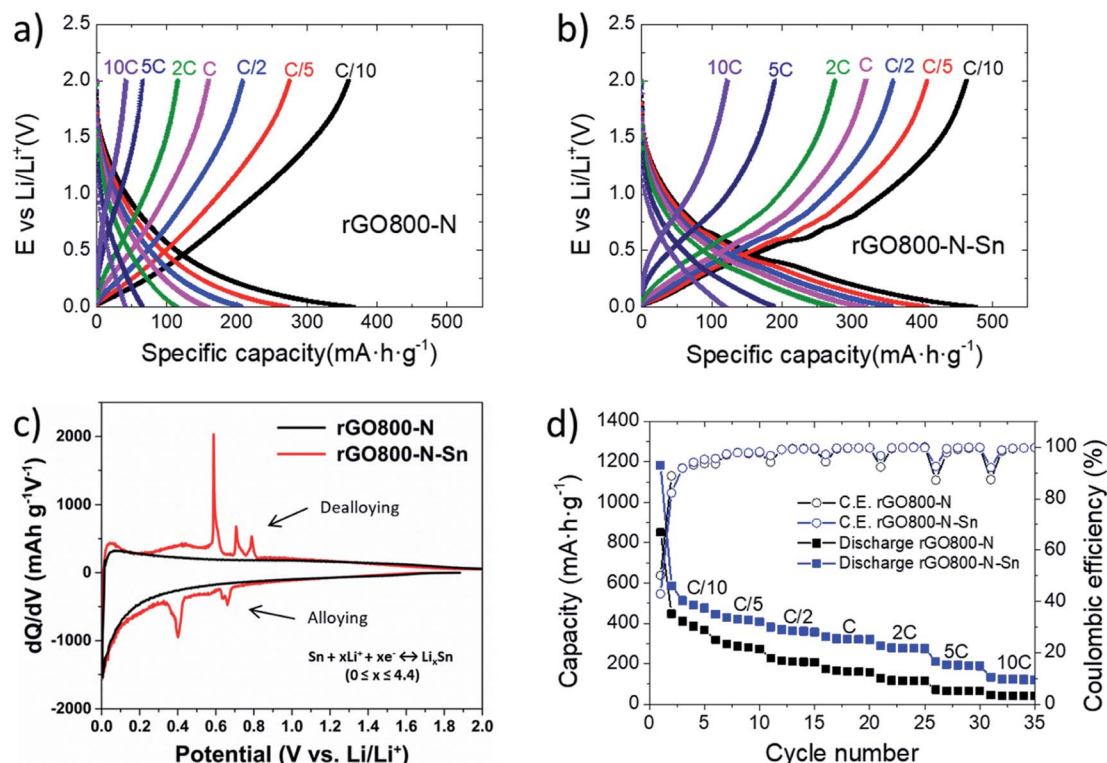 a)
2.5
2.0
1.5
1.0
0.5
0.0
E vs Li/Li⁺(V)
10C 5C 2C C C/2 C/5 C/10
rGO800-N
0 100 200 300 400 500
Specific capacity(mA·h·g⁻¹)
b)
2.5
2.0
1.5
1.0
0.5
0.0
E vs Li/Li⁺(V)
10C 5C 2C C C/2 C/5 C/10
rGO800-N-Sn
0 100 200 300 400 500
Specific capacity(mA·h·g⁻¹)
c)
2000
1000
0
-1000
-2000
dQ/dV (mAh g⁻¹V⁻¹)
rGO800-N
rGO800-N-Sn
Dealloying
Alloying
Sn + xLi⁺ + xe⁻ ↔ LiₓSn
(0 ≤ x ≤ 4.4)
0.0 0.2 0.4 0.6 0.8 1.0 1.2 1.4 1.6 1.8 2.0
Potential (V vs. Li/Li⁺)
d)
1400
1200
1000
800
600
400
200
0
Capacity (mA·h·g⁻¹)
C.E. rGO800-N
C.E. rGO800-N-Sn
Discharge rGO800-N
Discharge rGO800-N-Sn
C/10 C/5 C/2 C 2C 5C 10C
100
80
60
40
20
0
Coulombic efficiency (%)
0 5 10 15 20 25 30 35
Cycle number